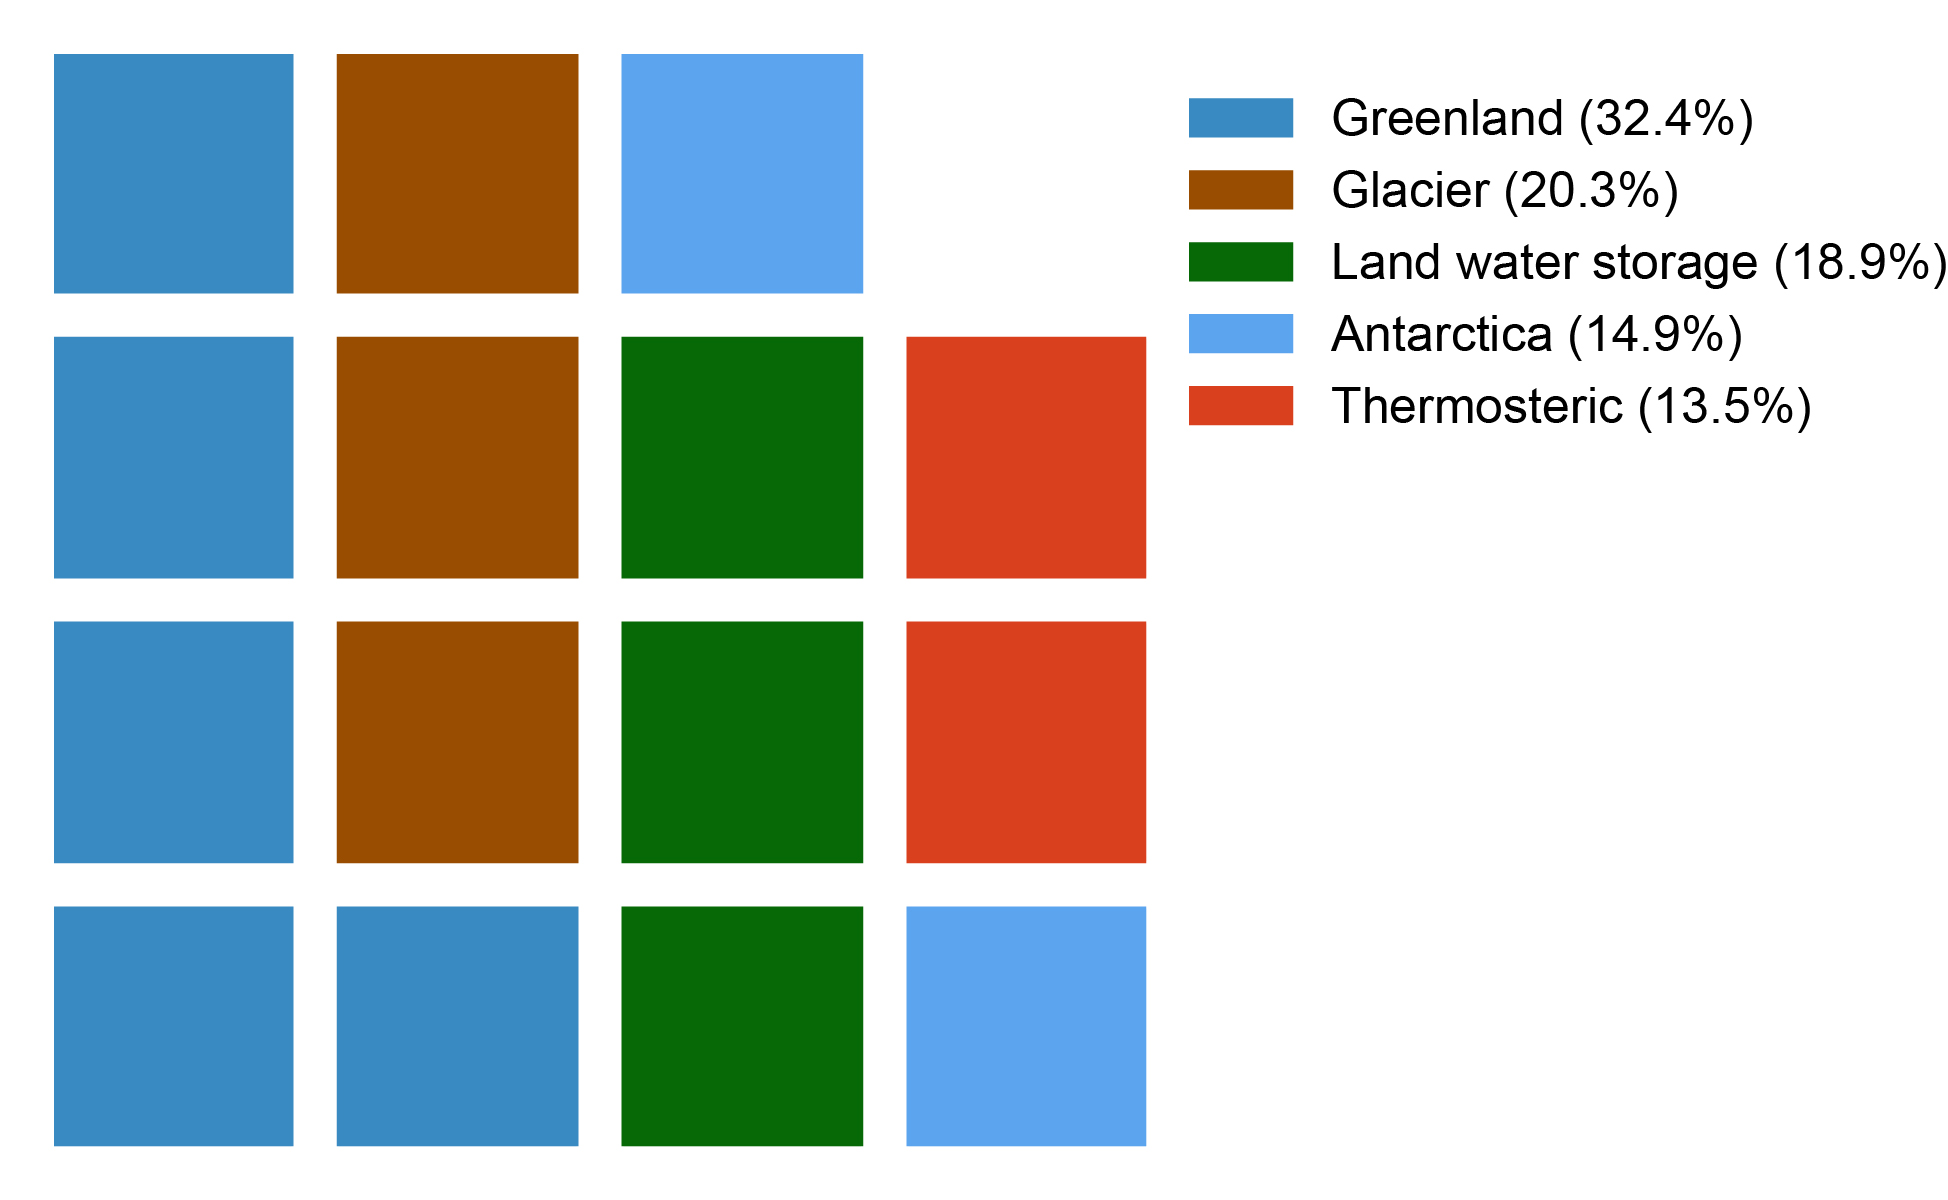 Greenland (32.4%)
Glacier (20.3%)
Land water storage (18.9%)
Antarctica (14.9%)
Thermosteric (13.5%)